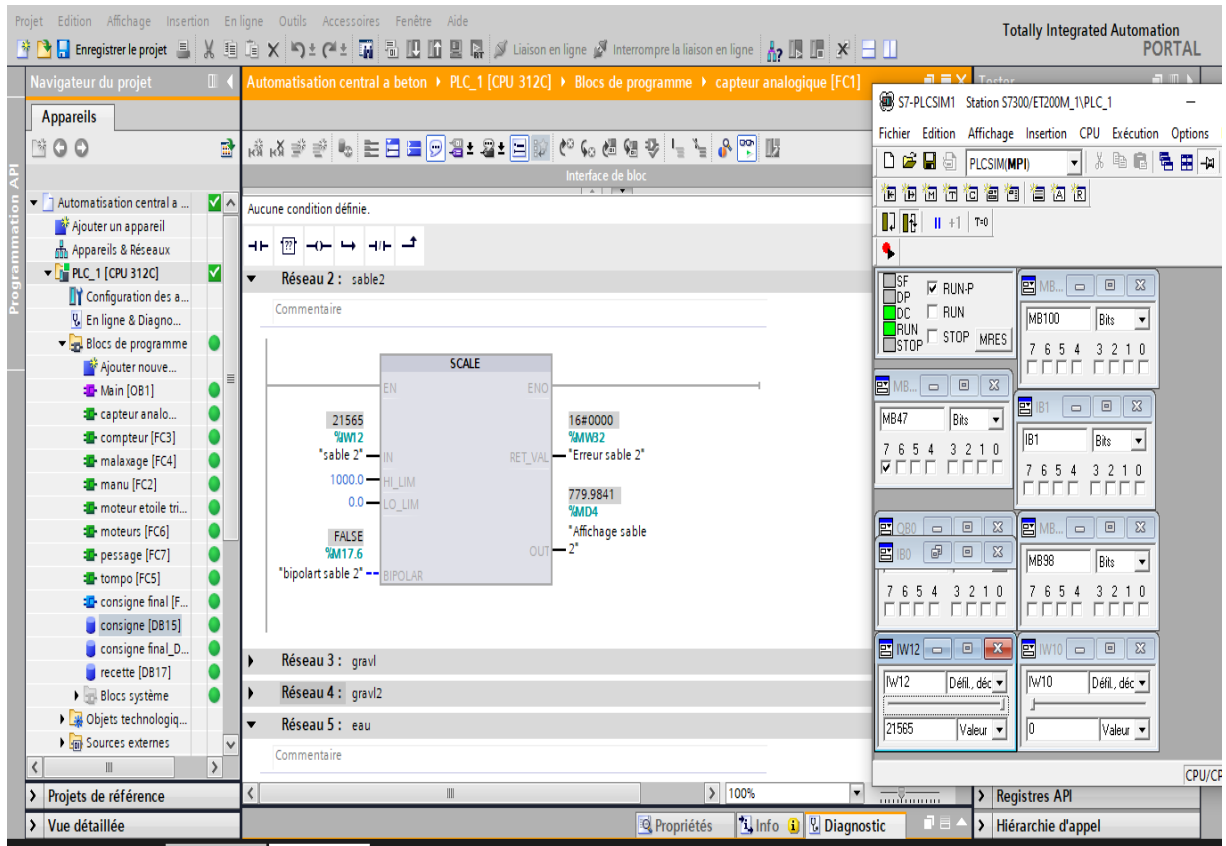 Projet Edition Affichage Insertion En ligne Outils Accessoires Fenêtre Aide
Totally Integrated Automation
PORTAL
Enregistrer le projet
Liaison en ligne
Interrompre la liaison en ligne
Navigateur du projet
Automatisation central a beton PLC_1 [CPU 312C] Blocs de programme capteur analogique [FC1]
Tester
Appareils
Programmation API
Automatisation central a ...
Ajouter un appareil
Appareils & Réseaux
PLC_1 [CPU 312C]
Configuration des a...
En ligne & Diagno...
Blocs de programme
Ajouter nouve...
Main [OB1]
capteur analo...
compteur [FC3]
malaxage [FC4]
manu [FC2]
moteur etoile tri...
moteurs [FC6]
pessage [FC7]
tompo [FC5]
consigne final [F...
consigne [DB15]
consigne final_D...
recette [DB17]
Blocs système
Objets technologiq...
Sources externes
Projets de référence
Vue détaillée
Interface de bloc
Aucune condition définie.
??
Réseau 2 : sable2
Commentaire
SCALE
EN ENO
21565
%IW12
"sable 2" IN
1000.0 HI_LIM
0.0 LO_LIM
FALSE
%M17.6
"bipolart sable 2" BIPOLAR
16#0000
%MW32
RET_VAL "Erreur sable 2"
779.9841
%MD4
"Affichage sable
OUT 2"
Réseau 3 : gravl
Réseau 4 : gravl2
Réseau 5 : eau
Commentaire
100%
Propriétés Info Diagnostic
Registres API
Hiérarchie d'appel
S7-PLCSIM1 Station S7300/ET200M_1\PLC_1
Fichier Edition Affichage Insertion CPU Exécution Options
PLCSIM(MPI)
+1 T=0
SF
DP
DC
RUN
STOP
RUN-P
RUN
STOP MRES
MB...
MB100 Bits
7 6 5 4 3 2 1 0
MB...
MB47 Bits
7 6 5 4 3 2 1 0
IB1
IB1 Bits
7 6 5 4 3 2 1 0
QB0
IB0
7 6 5 4 3 2 1 0
MB...
MB98 Bits
7 6 5 4 3 2 1 0
IW12
IW12 Défil., déc
21565 Valeur
IW10
IW10 Défil., déc
0 Valeur
CPU/CP